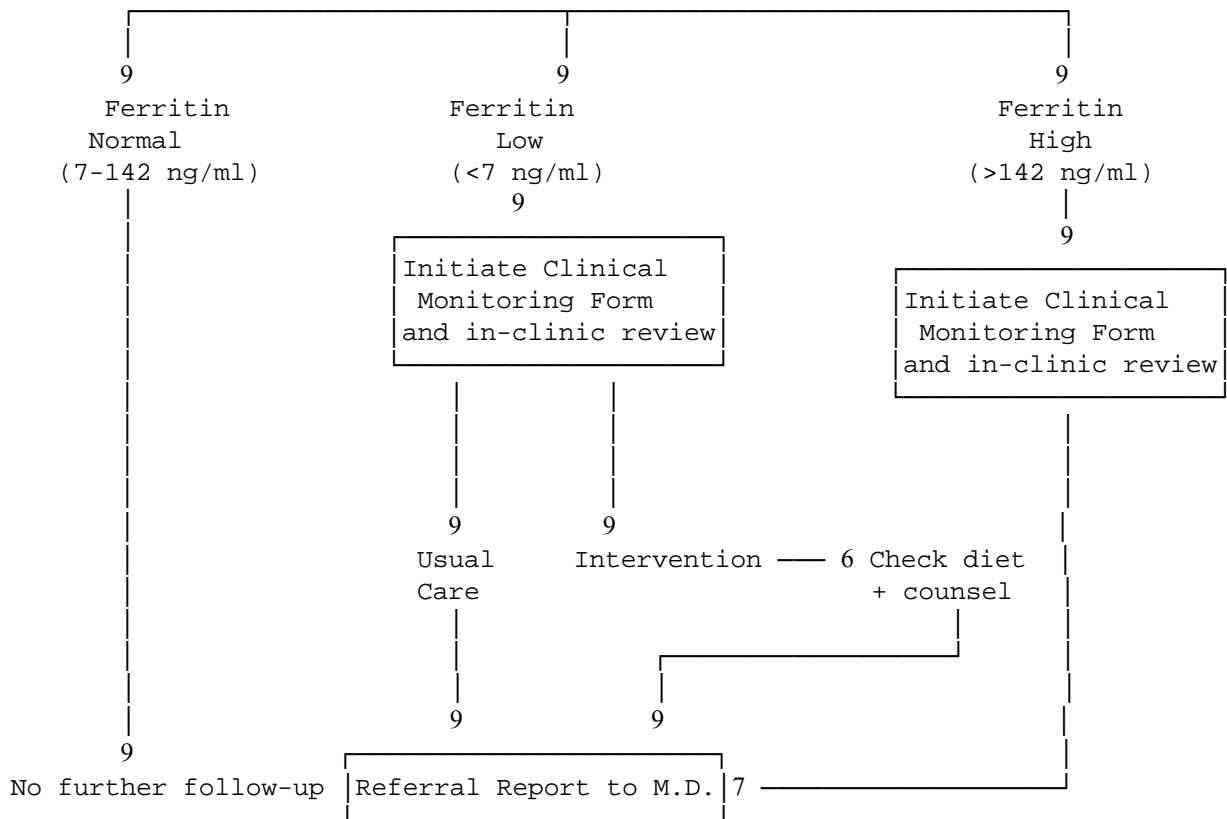 9 9 9
Ferritin Ferritin Ferritin
Normal Low High
(7-142 ng/ml) (<7 ng/ml) (>142 ng/ml)
9
9
Initiate Clinical
Monitoring Form
and in-clinic review
Initiate Clinical
Monitoring Form
and in-clinic review
9 9
Usual Intervention 6 Check diet
Care + counsel
9 9
9
No further follow-up Referral Report to M.D. 7